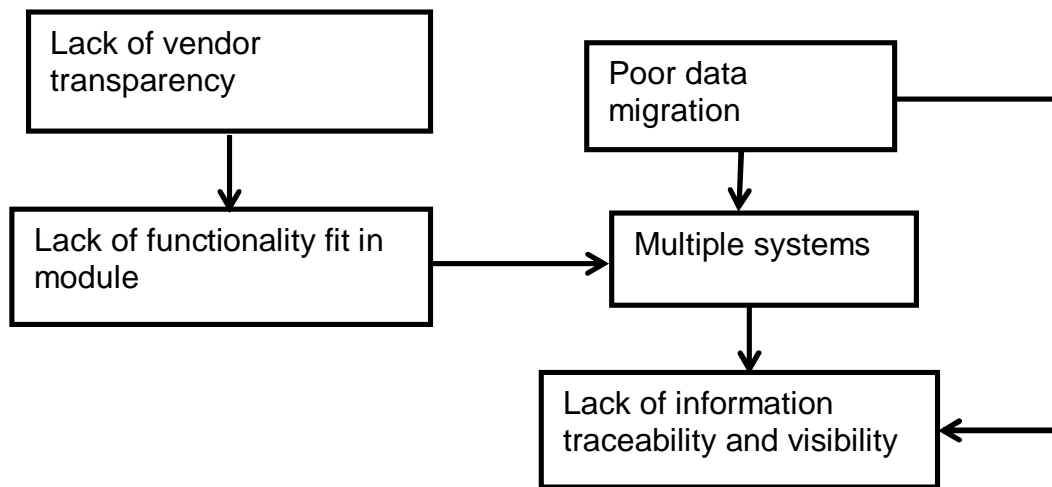 Lack of vendor
transparency
Poor data
migration
Lack of functionality fit in
module
Multiple systems
Lack of information
traceability and visibility